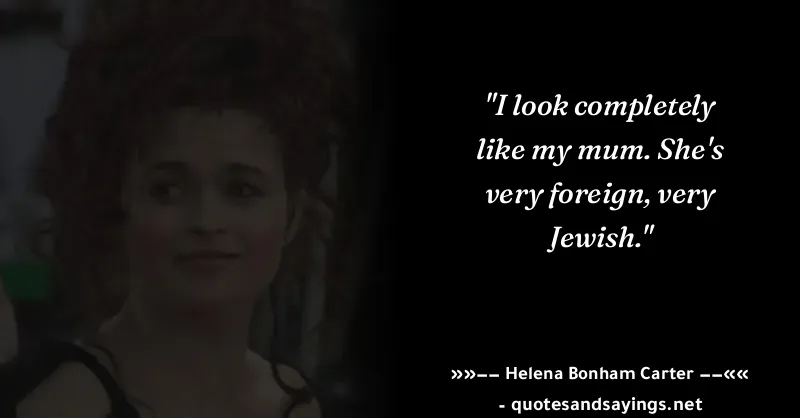 "I look completely
like my mum. She's
very foreign, very
Jewish."
»»−− Helena Bonham Carter −−««
- quotesandsayings.net